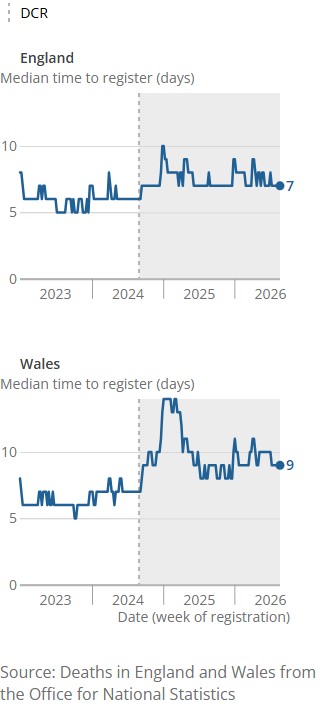 DCR
England
Median time to register (days)
10
5
0
2023 2024 2025 2026
7
Wales
Median time to register (days)
10
5
0
2023 2024 2025 2026
9
Date (week of registration)
Source: Deaths in England and Wales from
the Office for National Statistics